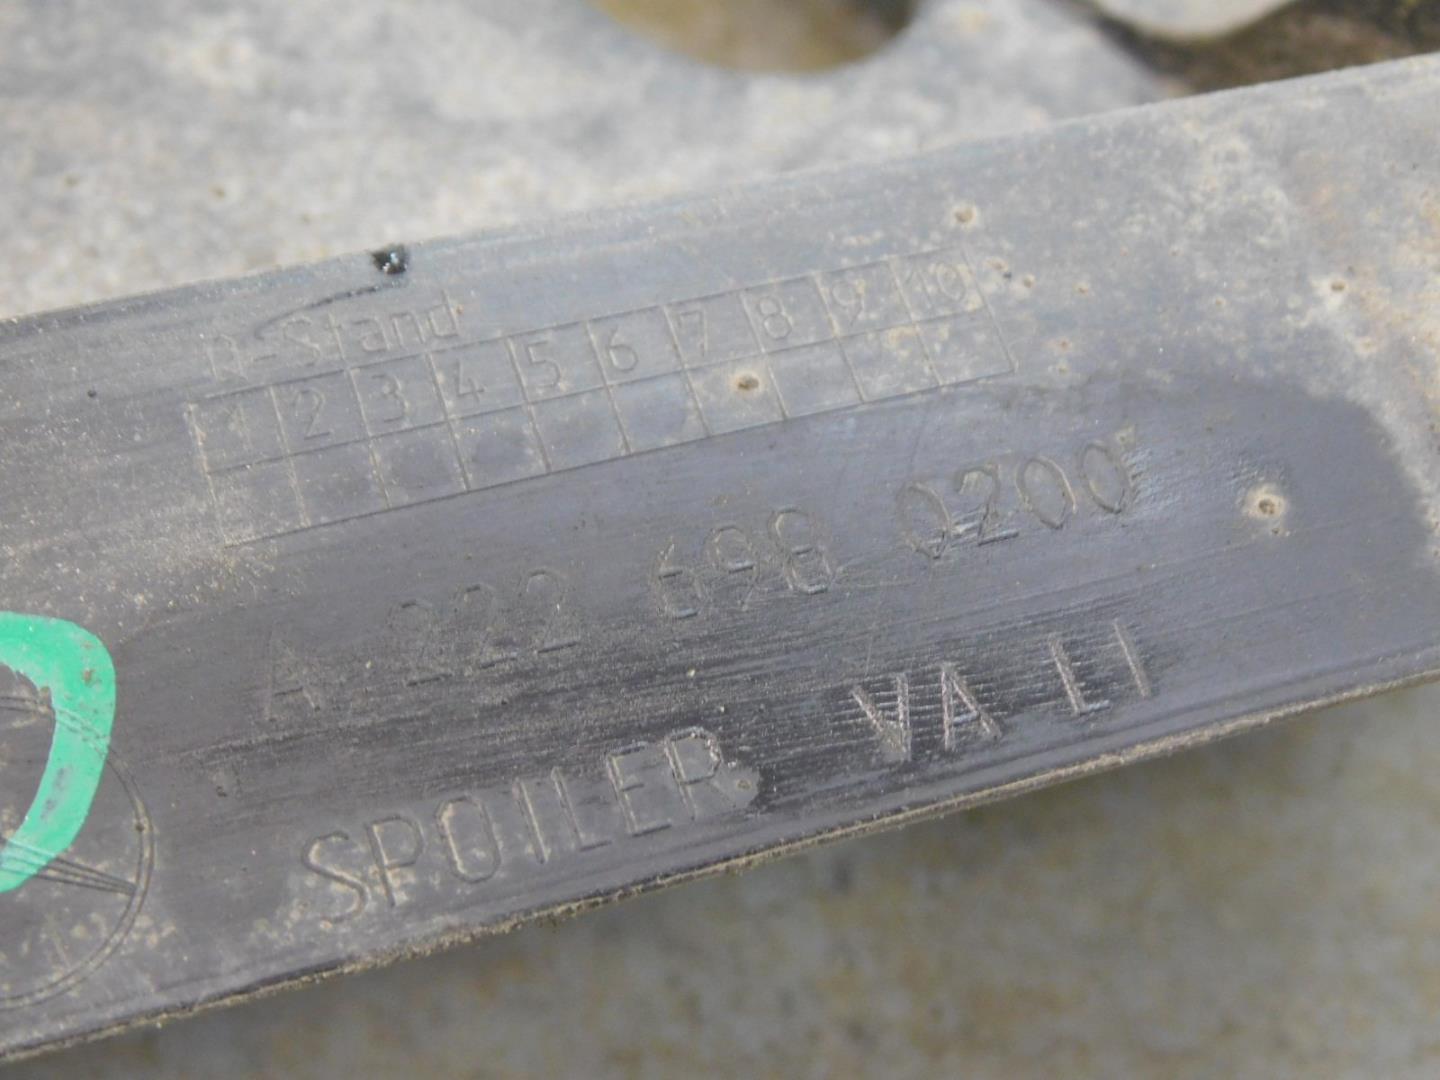 Q-Stand
1 2 3 4 5 6 7 8 9 10
A 222 698 0200
SPOILER VA LI